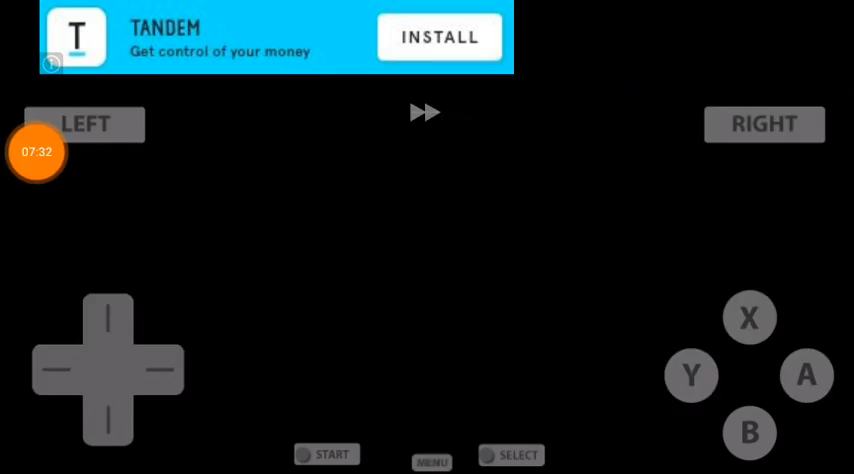 T
TANDEM
Get control of your money
INSTALL
LEFT
RIGHT
07:32
X
Y
A
B
START
MENU
SELECT